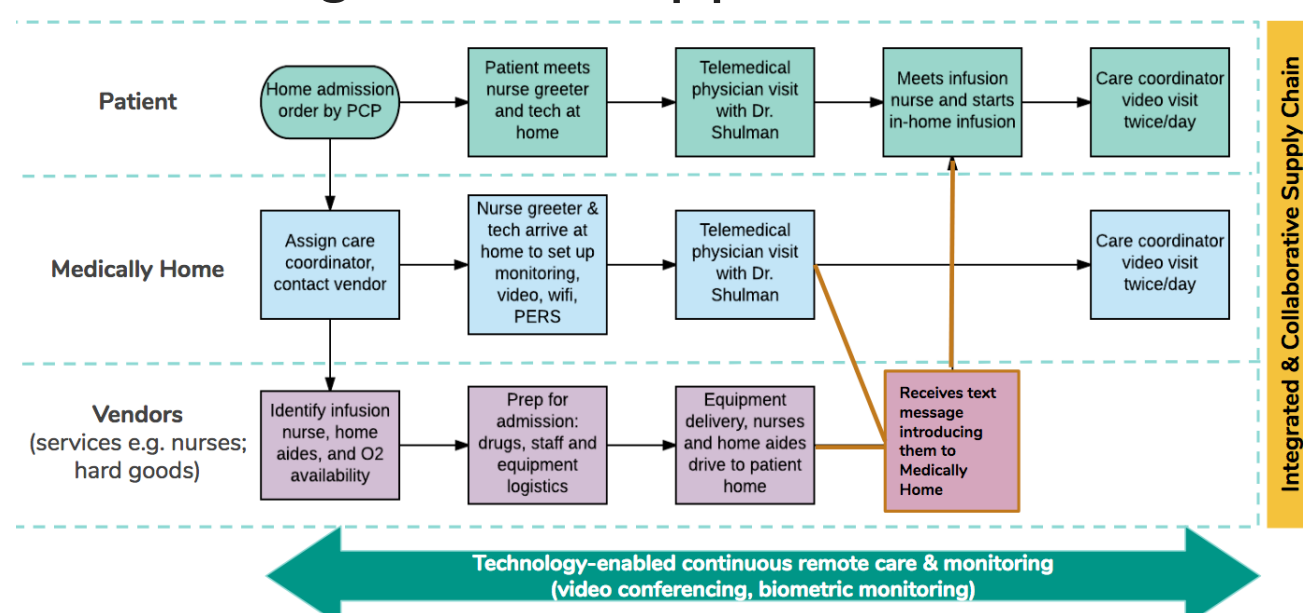 Patient
Home admission
order by PCP
Patient meets
nurse greeter
and tech at
home
Telemedical
physician visit
with Dr.
Shulman
Meets infusion
nurse and starts
in-home infusion
Care coordinator
video visit
twice/day
Medically Home
Assign care
coordinator,
contact vendor
Nurse greeter &
tech arrive at
home to set up
monitoring,
video, wifi,
PERS
Telemedical
physician visit
with Dr.
Shulman
Care coordinator
video visit
twice/day
Vendors
(services e.g. nurses;
hard goods)
Identify infusion
nurse, home
aides, and O2
availability
Prep for
admission:
drugs, staff and
equipment
logistics
Equipment
delivery, nurses
and home aides
drive to patient
home
Receives text
message
introducing
them to
Medically
Home
Integrated & Collaborative Supply Chain
Technology-enabled continuous remote care & monitoring
(video conferencing, biometric monitoring)